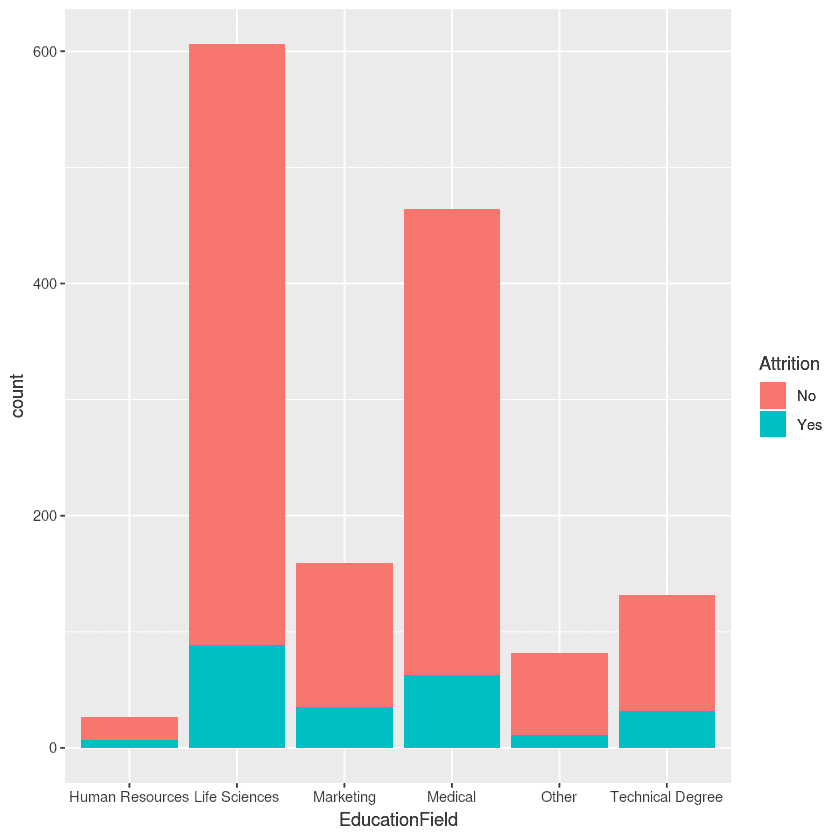 600
400
200
0
count
Human Resources Life Sciences Marketing Medical Other Technical Degree
EducationField
Attrition
No
Yes